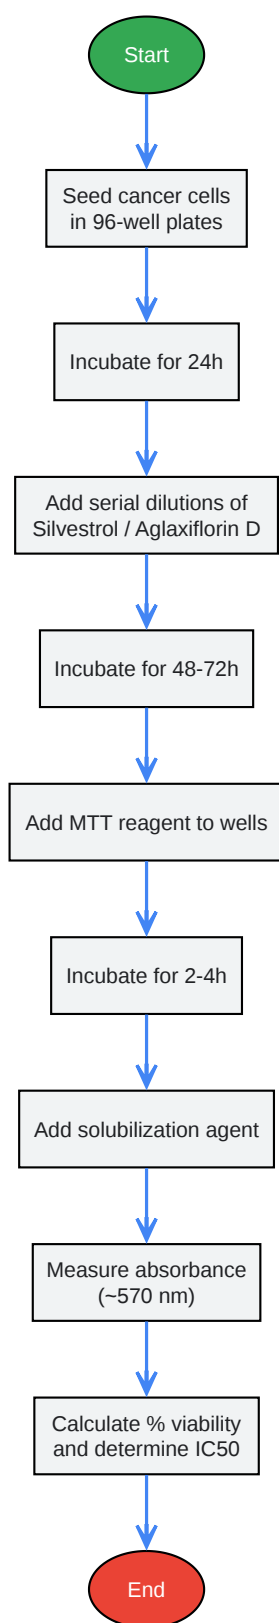 Start
Seed cancer cells
in 96-well plates
Incubate for 24h
Add serial dilutions of
Silvestrol / Aglaxiflorin D
Incubate for 48-72h
Add MTT reagent to wells
Incubate for 2-4h
Add solubilization agent
Measure absorbance
(~570 nm)
Calculate % viability
and determine IC50
End